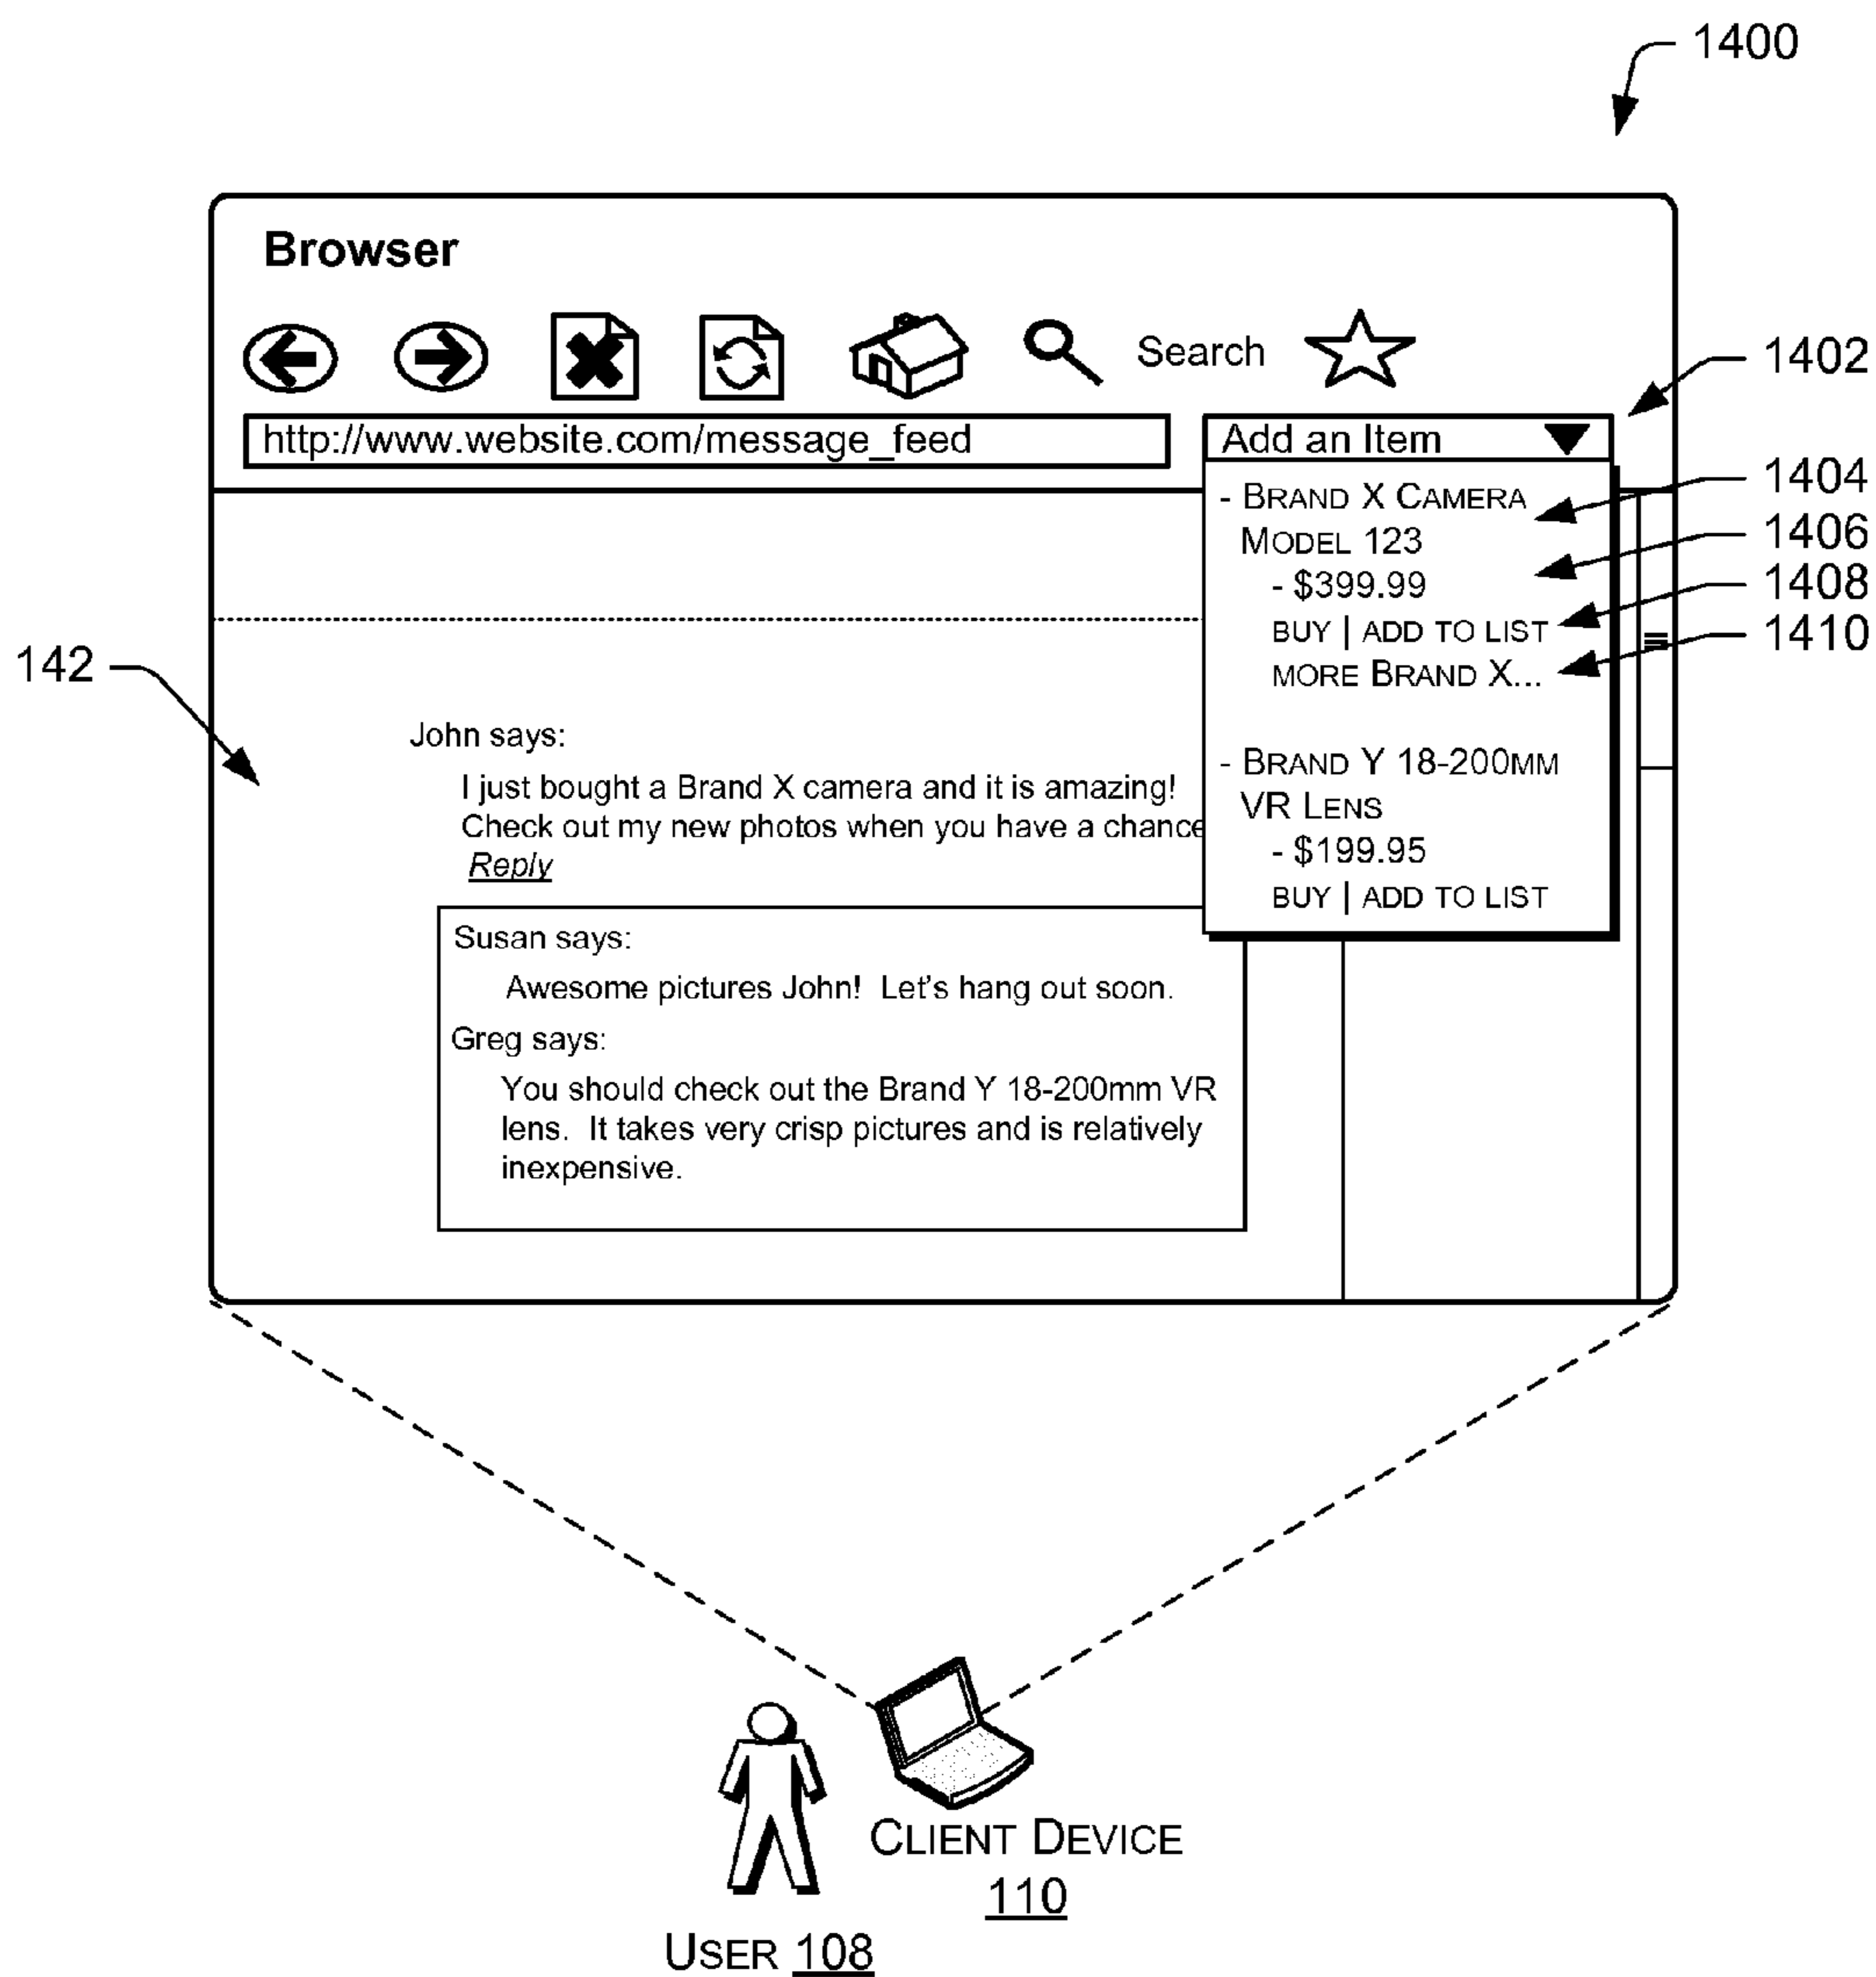 1400
Browser
Search
1402
http://www.website.com/message_feed
Add an Item
1404
- BRAND X CAMERA
MODEL 123
1406
- $399.99
1408
BUY | ADD TO LIST
1410
MORE BRAND X...
142
John says:
I just bought a Brand X camera and it is amazing!
Check out my new photos when you have a chance
Reply
- BRAND Y 18-200MM
VR LENS
- $199.95
BUY | ADD TO LIST
Susan says:
Awesome pictures John! Let's hang out soon.
Greg says:
You should check out the Brand Y 18-200mm VR
lens. It takes very crisp pictures and is relatively
inexpensive.
CLIENT DEVICE
110
USER 108